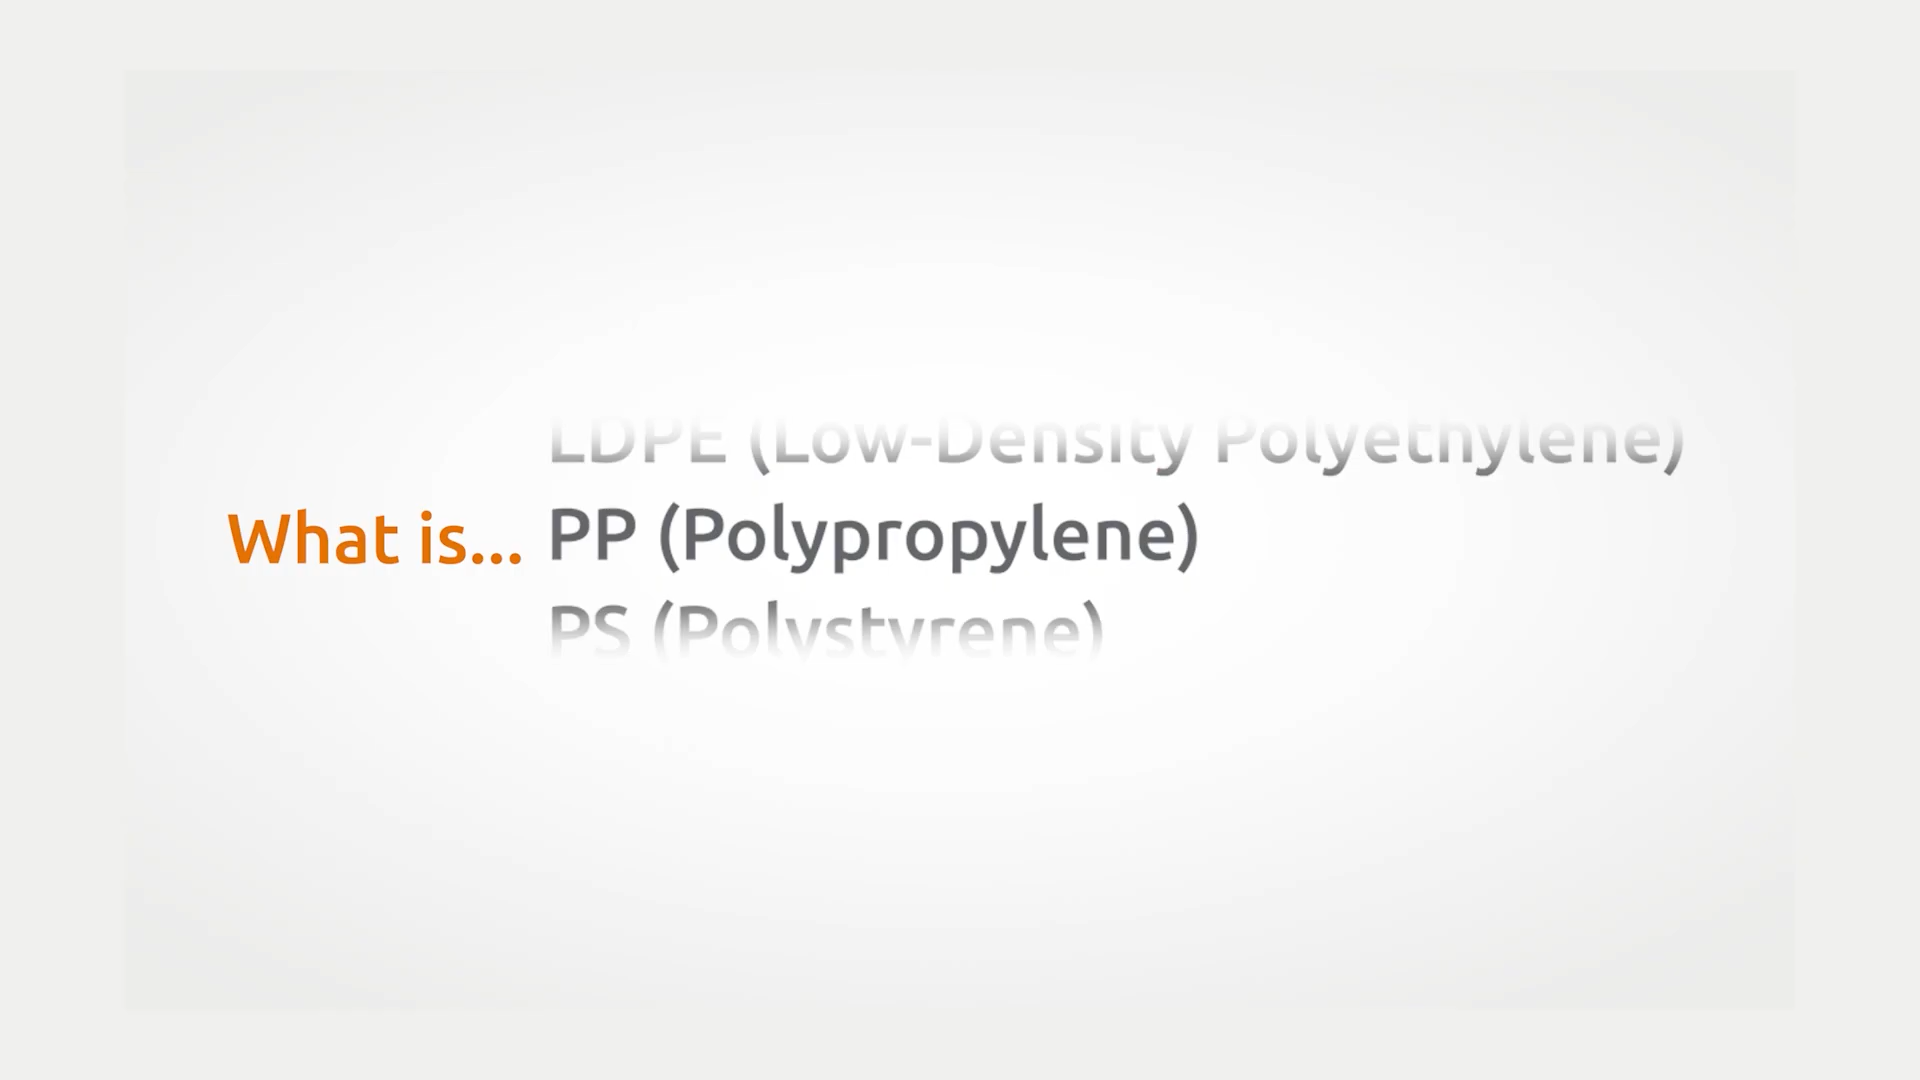 LDPE (Low-Density Polyethylene)
What is... PP (Polypropylene)
PS (Polystyrene)